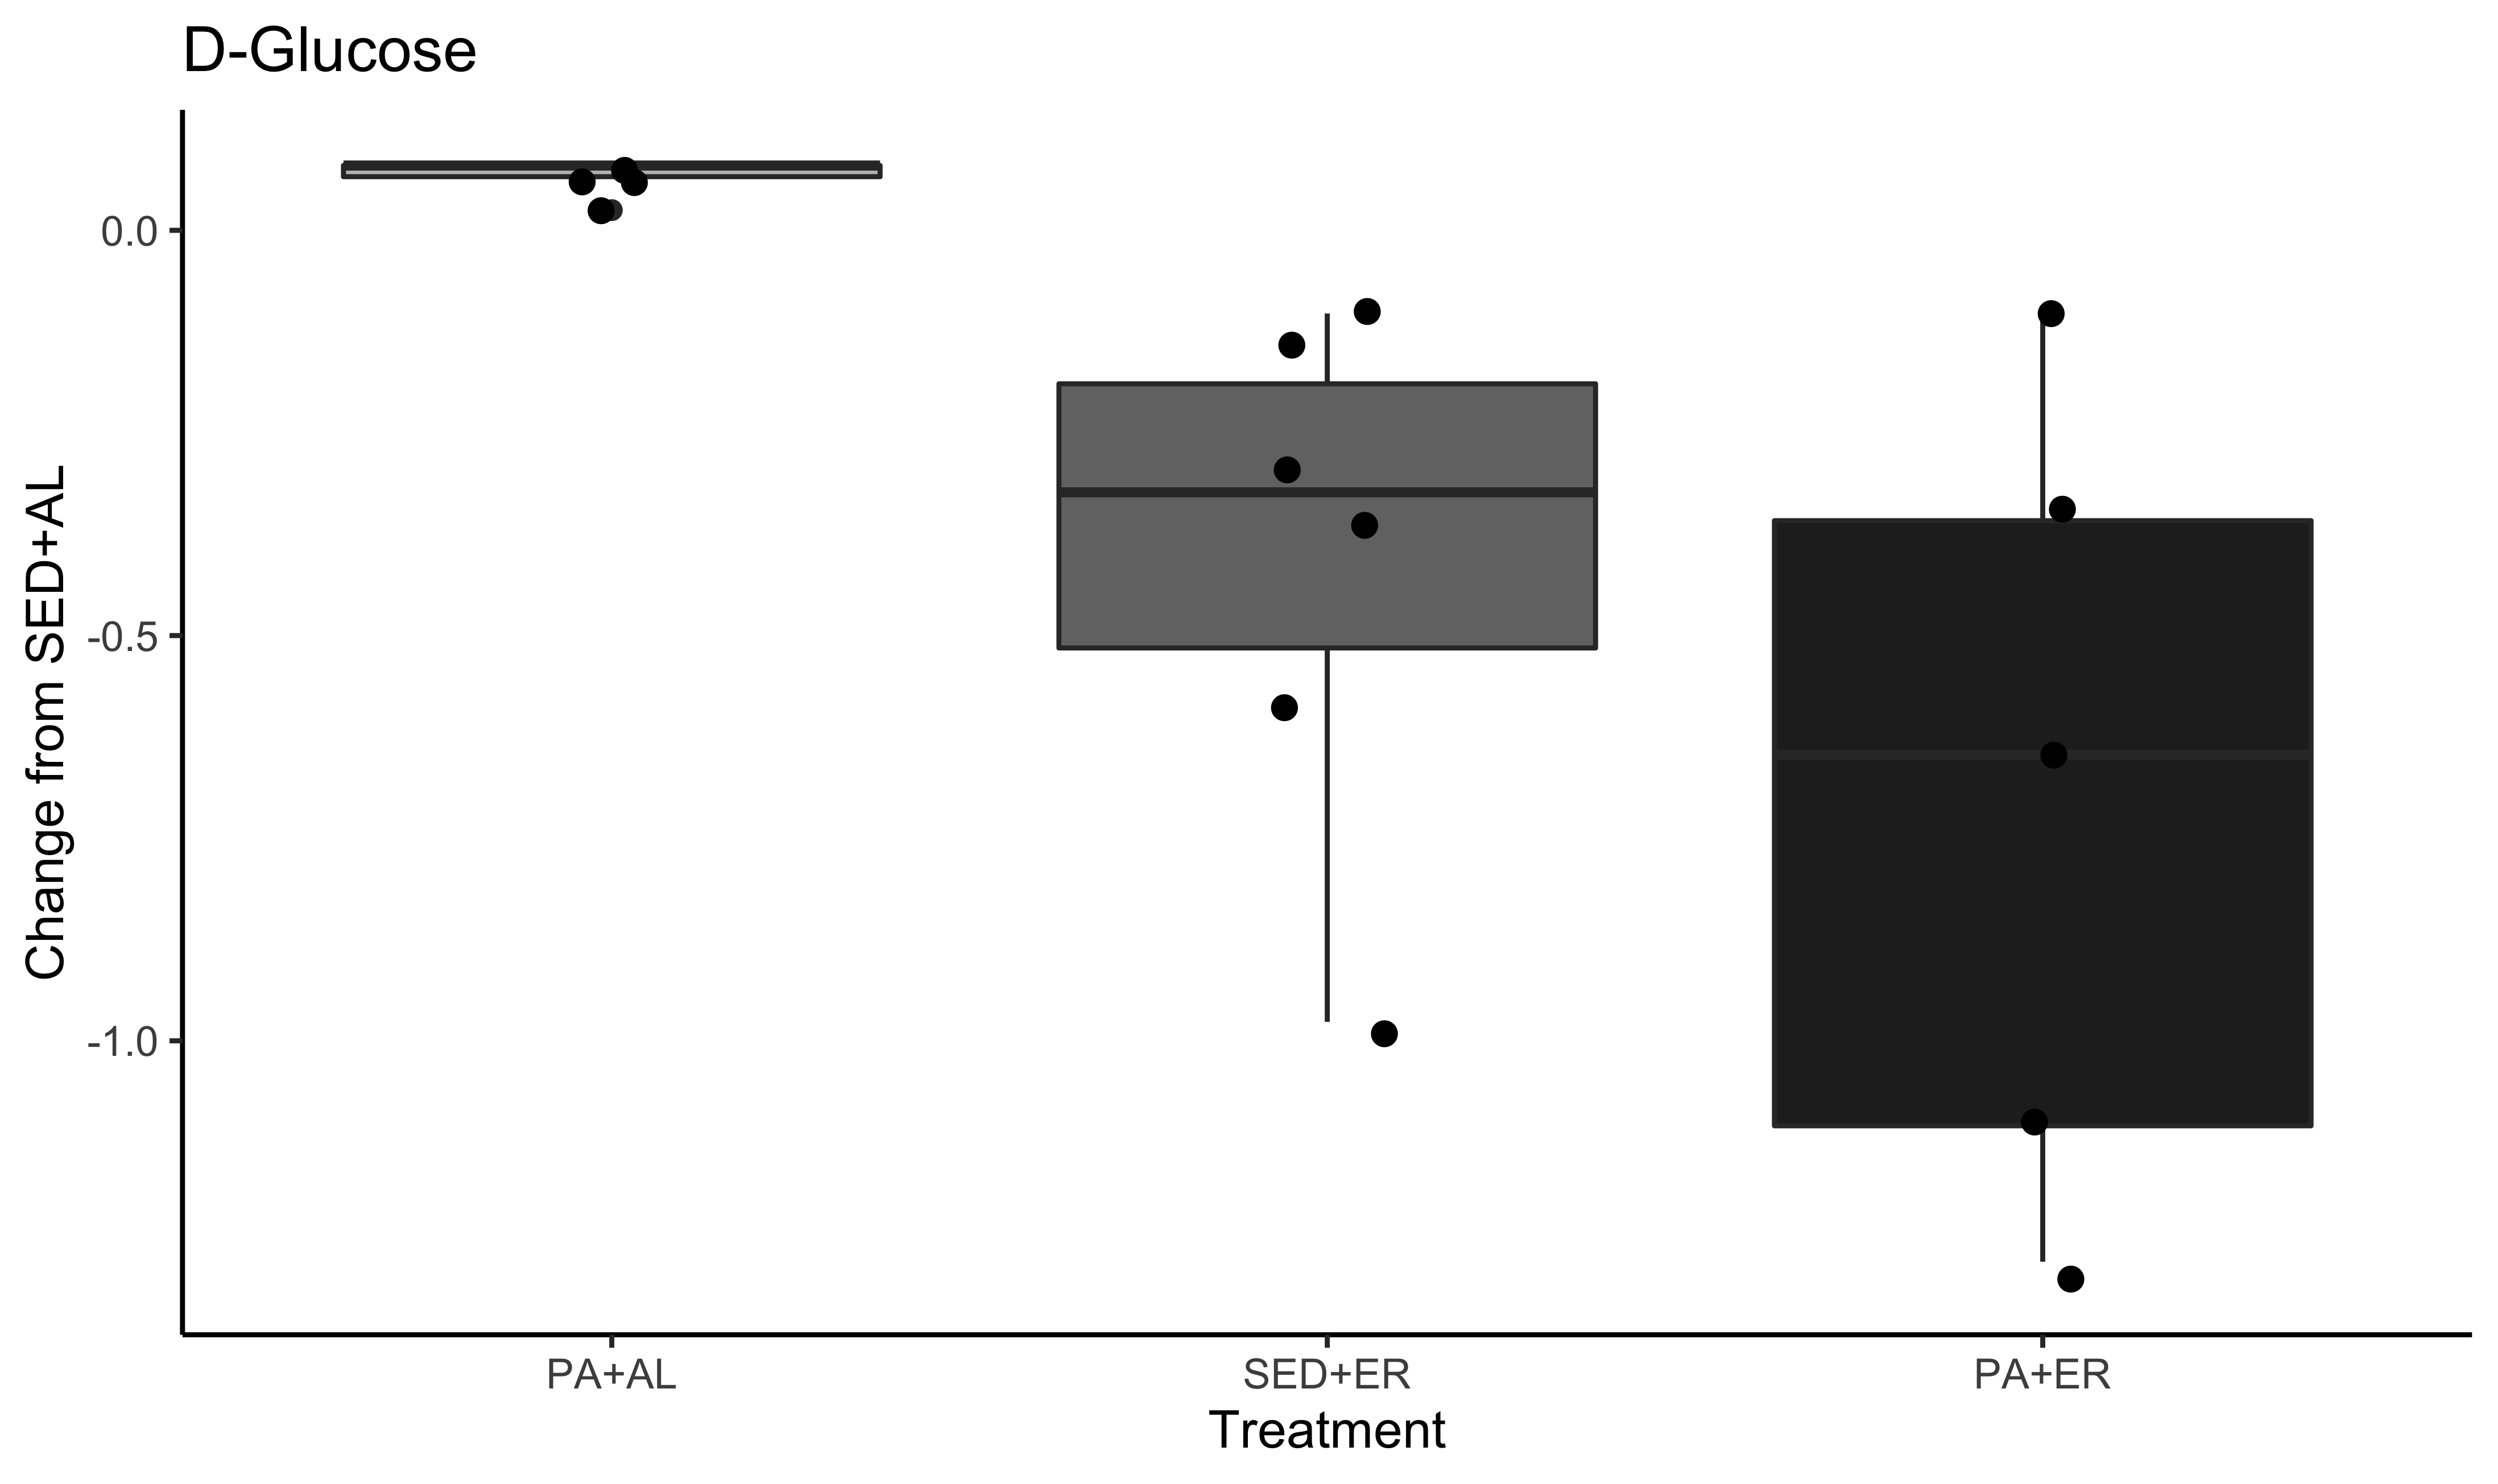 D-Glucose
Change from SED+AL
0.0
-0.5
-1.0
PA+AL
SED+ER
PA+ER
Treatment